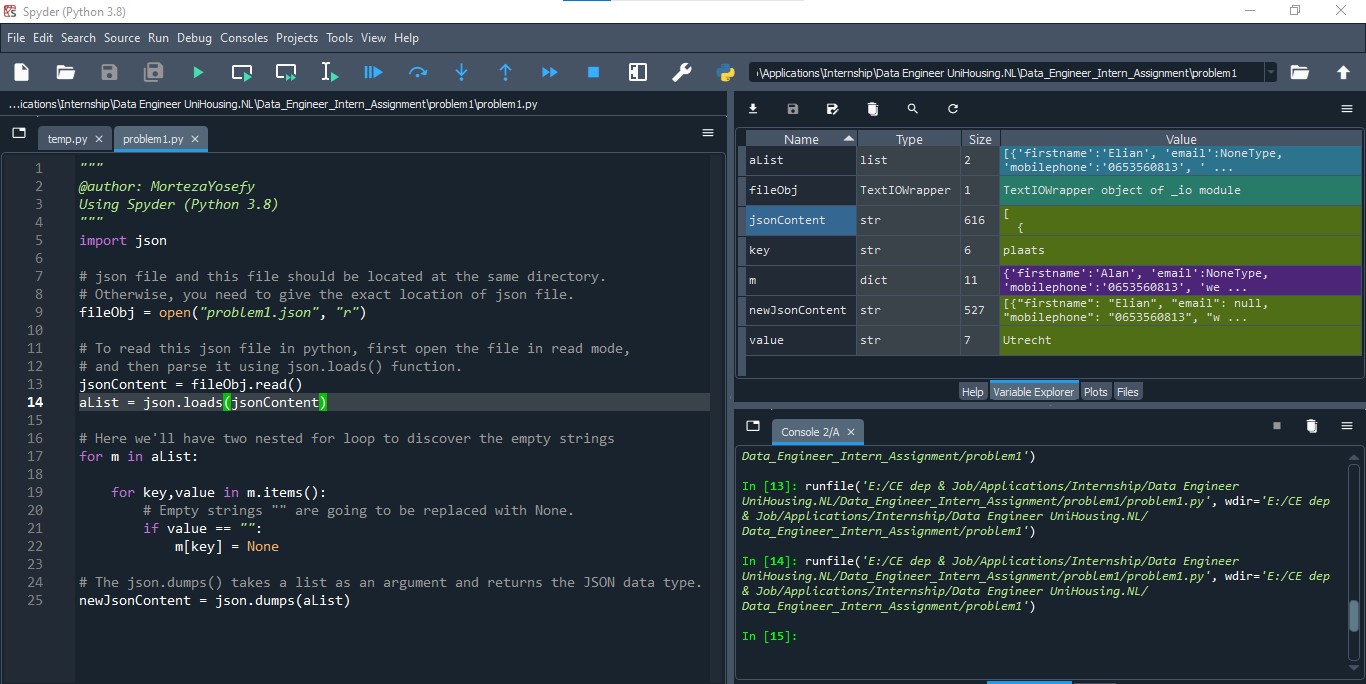 Spyder (Python 3.8)
File Edit Search Source Run Debug Consoles Projects Tools View Help
\Applications\Internship\Data Engineer UniHousing.NL\Data_Engineer_Intern_Assignment\problem1
...ications\Internship\Data Engineer UniHousing.NL\Data_Engineer_Intern_Assignment\problem1\problem1.py
temp.py problem1.py
1 """
2 @author: MortezaYosefy
3 Using Spyder (Python 3.8)
4 """
5 import json
6
7 # json file and this file should be located at the same directory.
8 # Otherwise, you need to give the exact location of json file.
9 fileObj = open("problem1.json", "r")
10
11 # To read this json file in python, first open the file in read mode,
12 # and then parse it using json.loads() function.
13 jsonContent = fileObj.read()
14 aList = json.loads(jsonContent)
15
16 # Here we'll have two nested for loop to discover the empty strings
17 for m in aList:
18
19     for key,value in m.items():
20         # Empty strings "" are going to be replaced with None.
21         if value == "":
22             m[key] = None
23
24 # The json.dumps() takes a list as an argument and returns the JSON data type.
25 newJsonContent = json.dumps(aList)
Name Type Size Value
aList list 2 [{'firstname':'Elian', 'email':NoneType,
'mobilephone':'0653560813', ' ...
fileObj TextIOWrapper 1 TextIOWrapper object of _io module
jsonContent str 616 [
{
key str 6 plaats
m dict 11 {'firstname':'Alan', 'email':NoneType,
'mobilephone':'0653560813', 'we ...
newJsonContent str 527 [{"firstname": "Elian", "email": null,
"mobilephone": "0653560813", "w ...
value str 7 Utrecht
Help Variable Explorer Plots Files
Console 2/A
Data_Engineer_Intern_Assignment/problem1')
In [13]: runfile('E:/CE dep & Job/Applications/Internship/Data Engineer
UniHousing.NL/Data_Engineer_Intern_Assignment/problem1/problem1.py', wdir='E:/CE dep
& Job/Applications/Internship/Data Engineer UniHousing.NL/
Data_Engineer_Intern_Assignment/problem1')
In [14]: runfile('E:/CE dep & Job/Applications/Internship/Data Engineer
UniHousing.NL/Data_Engineer_Intern_Assignment/problem1/problem1.py', wdir='E:/CE dep
& Job/Applications/Internship/Data Engineer UniHousing.NL/
Data_Engineer_Intern_Assignment/problem1')
In [15]: